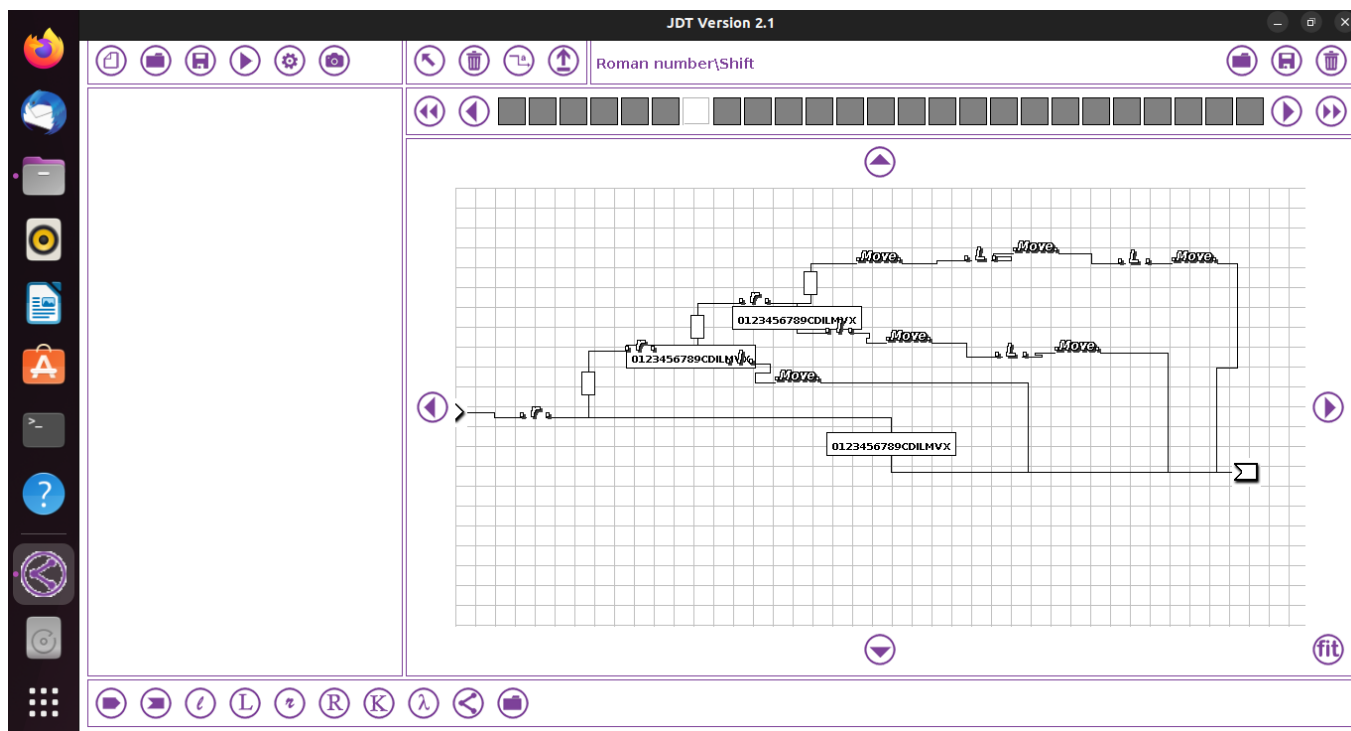 JDT Version 2.1
Roman number\Shift
Move
L
Move
L
Move
r
0123456789CDILMVX
l
Move
L
Move
r
0123456789CDILMVX
l
Move
r
0123456789CDILMVX
fit
l L r R K λ